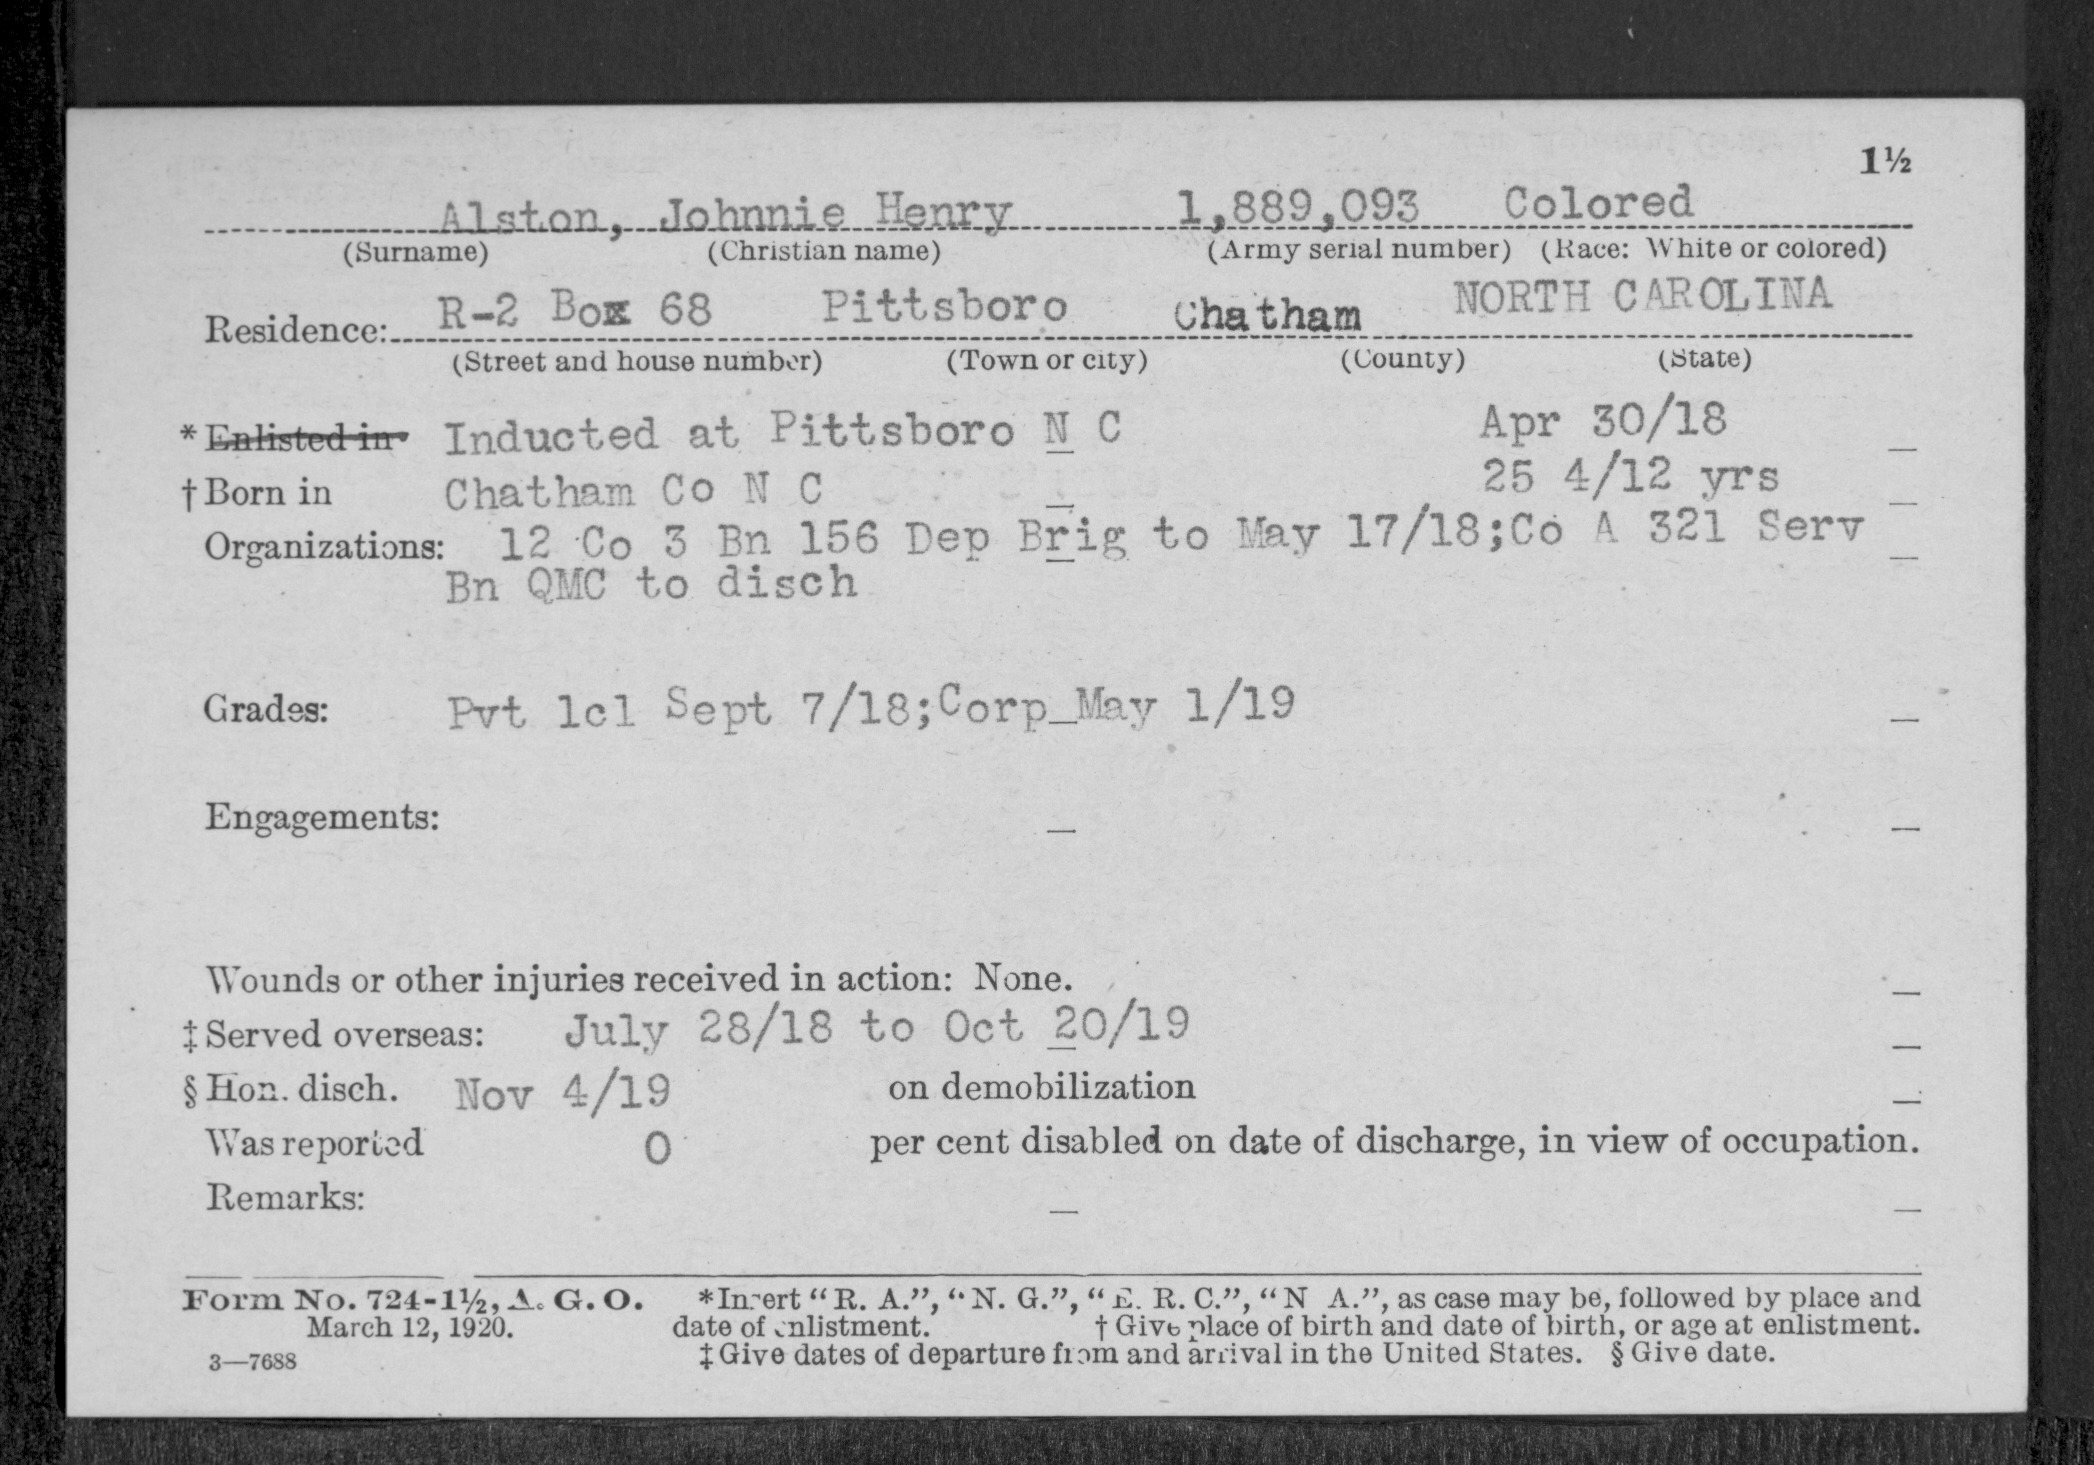 1½
Alston, Johnnie Henry 1,889,093 Colored
(Surname) (Christian name) (Army serial number) (Race: White or colored)
Residence: R-2 Box 68 Pittsboro Chatham NORTH CAROLINA
(Street and house number) (Town or city) (County) (State)
* Enlisted in Inducted at Pittsboro N C Apr 30/18
† Born in Chatham Co N C 25 4/12 yrs
Organizations: 12 Co 3 Bn 156 Dep Brig to May 17/18;Co A 321 Serv
Bn QMC to disch
Grades: Pvt 1cl Sept 7/18;Corp May 1/19
Engagements:
Wounds or other injuries received in action: None.
‡ Served overseas: July 28/18 to Oct 20/19
§ Hon. disch. Nov 4/19 on demobilization
Was reported 0 per cent disabled on date of discharge, in view of occupation.
Remarks:
Form No. 724-1½, A. G. O. *Insert "R. A.", "N. G.", "E. R. C.", "N A.", as case may be, followed by place and
March 12, 1920. date of enlistment. † Give place of birth and date of birth, or age at enlistment.
3—7688 ‡ Give dates of departure from and arrival in the United States. § Give date.